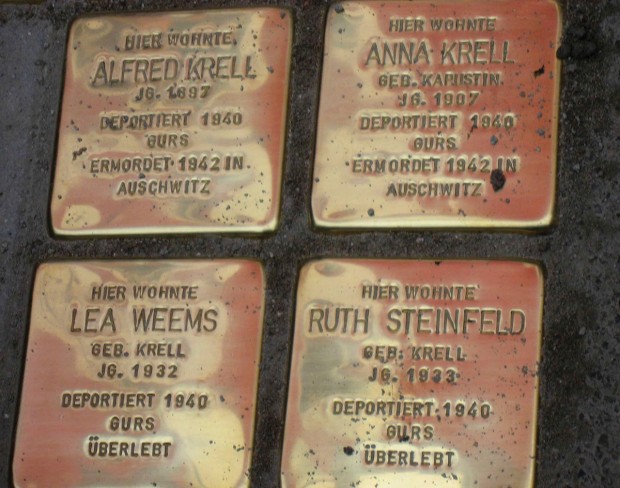 HIER WOHNTE
ALFRED KRELL
JG. 1897
DEPORTIERT 1940
GURS
ERMORDET 1942 IN
AUSCHWITZ
HIER WOHNTE
ANNA KRELL
GEB. KAPUSTIN
JG. 1907
DEPORTIERT 1940
GURS
ERMORDET 1942 IN
AUSCHWITZ
HIER WOHNTE
LEA WEEMS
GEB. KRELL
JG. 1932
DEPORTIERT 1940
GURS
ÜBERLEBT
HIER WOHNTE
RUTH STEINFELD
GEB. KRELL
JG. 1933
DEPORTIERT 1940
GURS
ÜBERLEBT